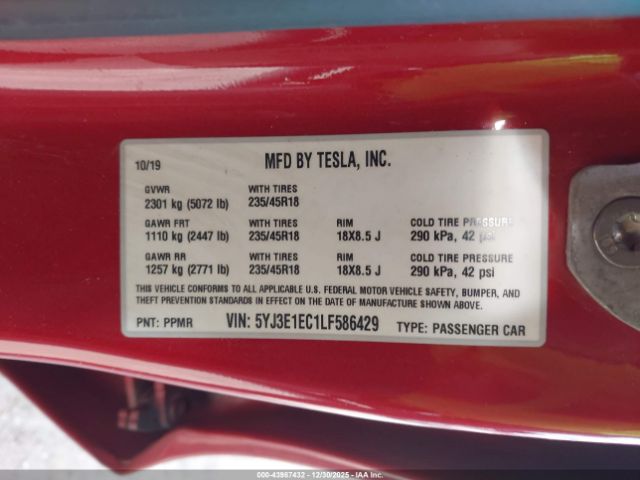 10/19 MFD BY TESLA, INC.
GVWR WITH TIRES
2301 kg (5072 lb) 235/45R18
GAWR FRT WITH TIRES RIM COLD TIRE PRESSURE
1110 kg (2447 lb) 235/45R18 18X8.5 J 290 kPa, 42 psi
GAWR RR WITH TIRES RIM COLD TIRE PRESSURE
1257 kg (2771 lb) 235/45R18 18X8.5 J 290 kPa, 42 psi
THIS VEHICLE CONFORMS TO ALL APPLICABLE U.S. FEDERAL MOTOR VEHICLE SAFETY, BUMPER, AND
THEFT PREVENTION STANDARDS IN EFFECT ON THE DATE OF MANUFACTURE SHOWN ABOVE.
PNT: PPMR VIN: 5YJ3E1EC1LF586429 TYPE: PASSENGER CAR
000-43987432 - 12/30/2025 - IAA Inc.